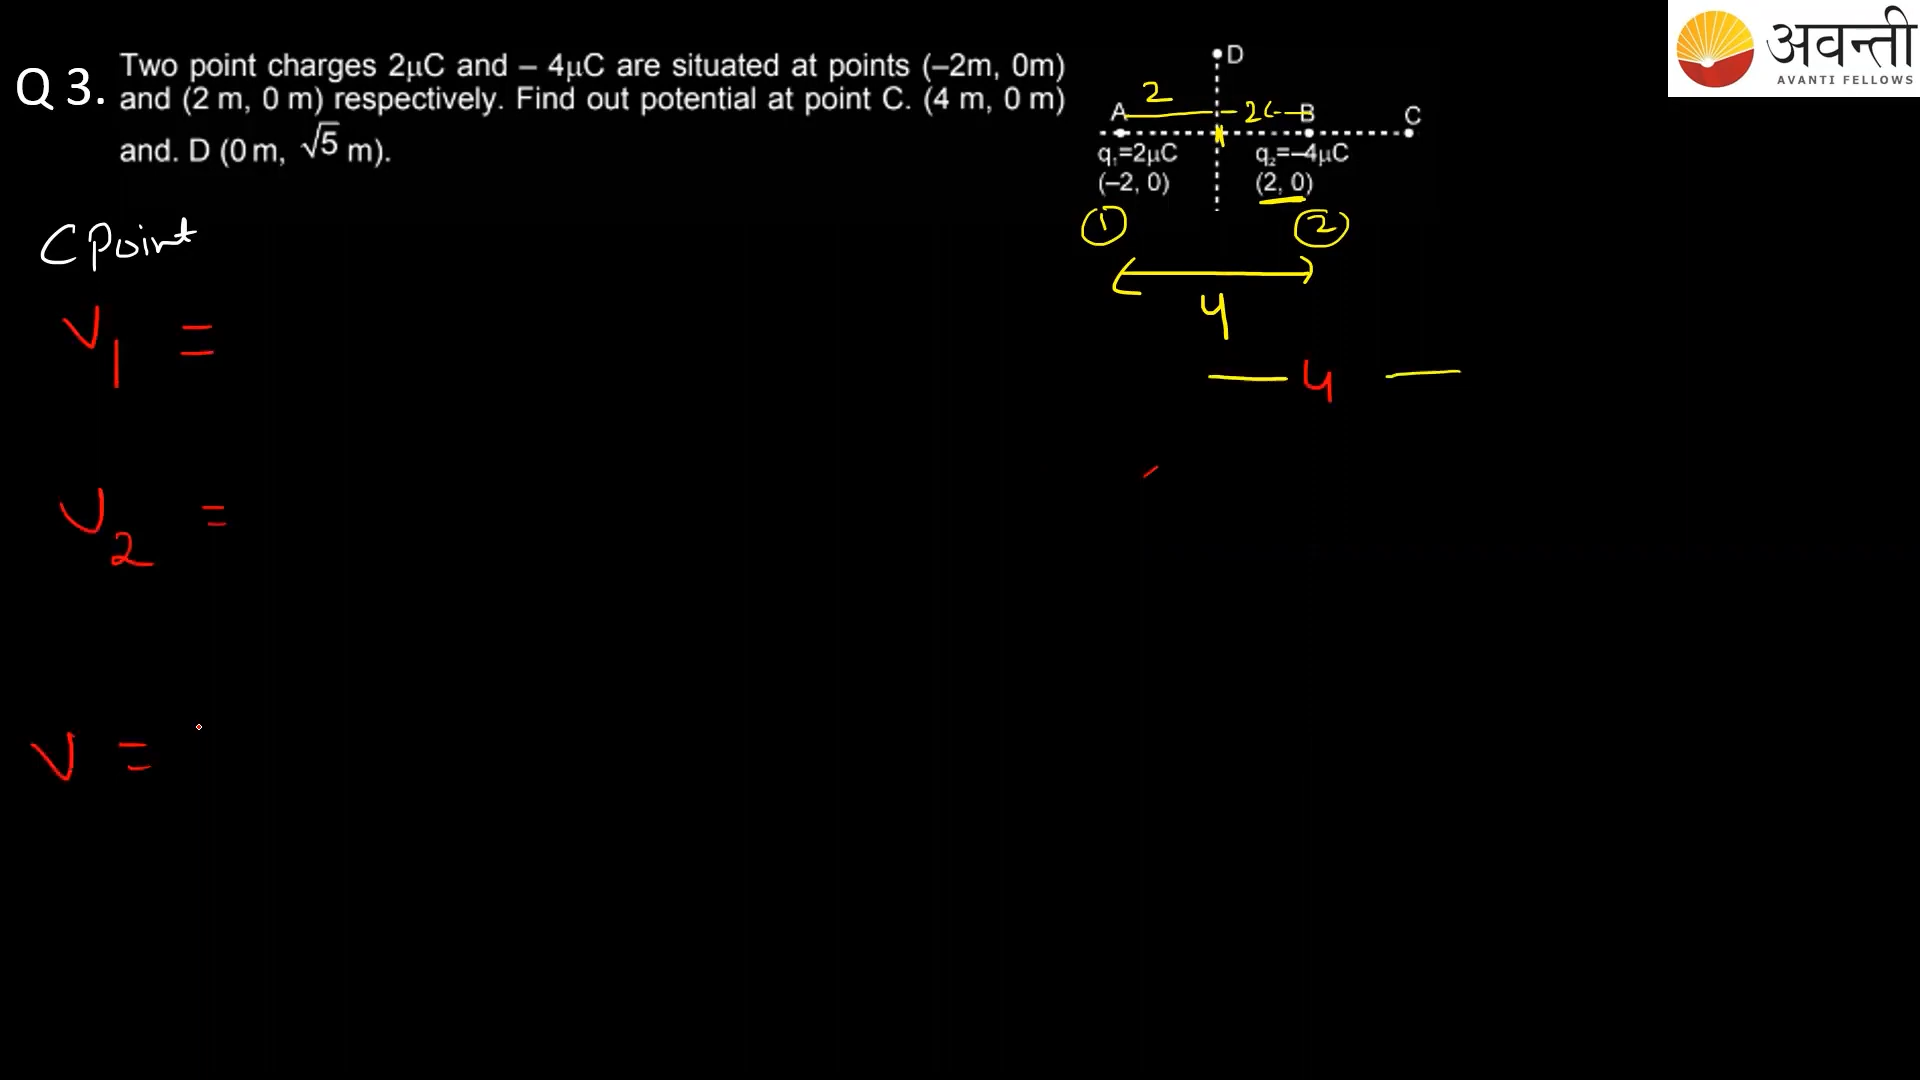 Q 3. Two point charges 2μC and – 4μC are situated at points (–2m, 0m)
and (2 m, 0 m) respectively. Find out potential at point C. (4 m, 0 m)
and. D (0 m, √5 m).
D
2
A 2 B C
q₁=2μC q₂=–4μC
(–2, 0) (2, 0)
① ②
4
4
C Point
V₁ =
V₂ =
V =
अवन्ती
AVANTI FELLOWS